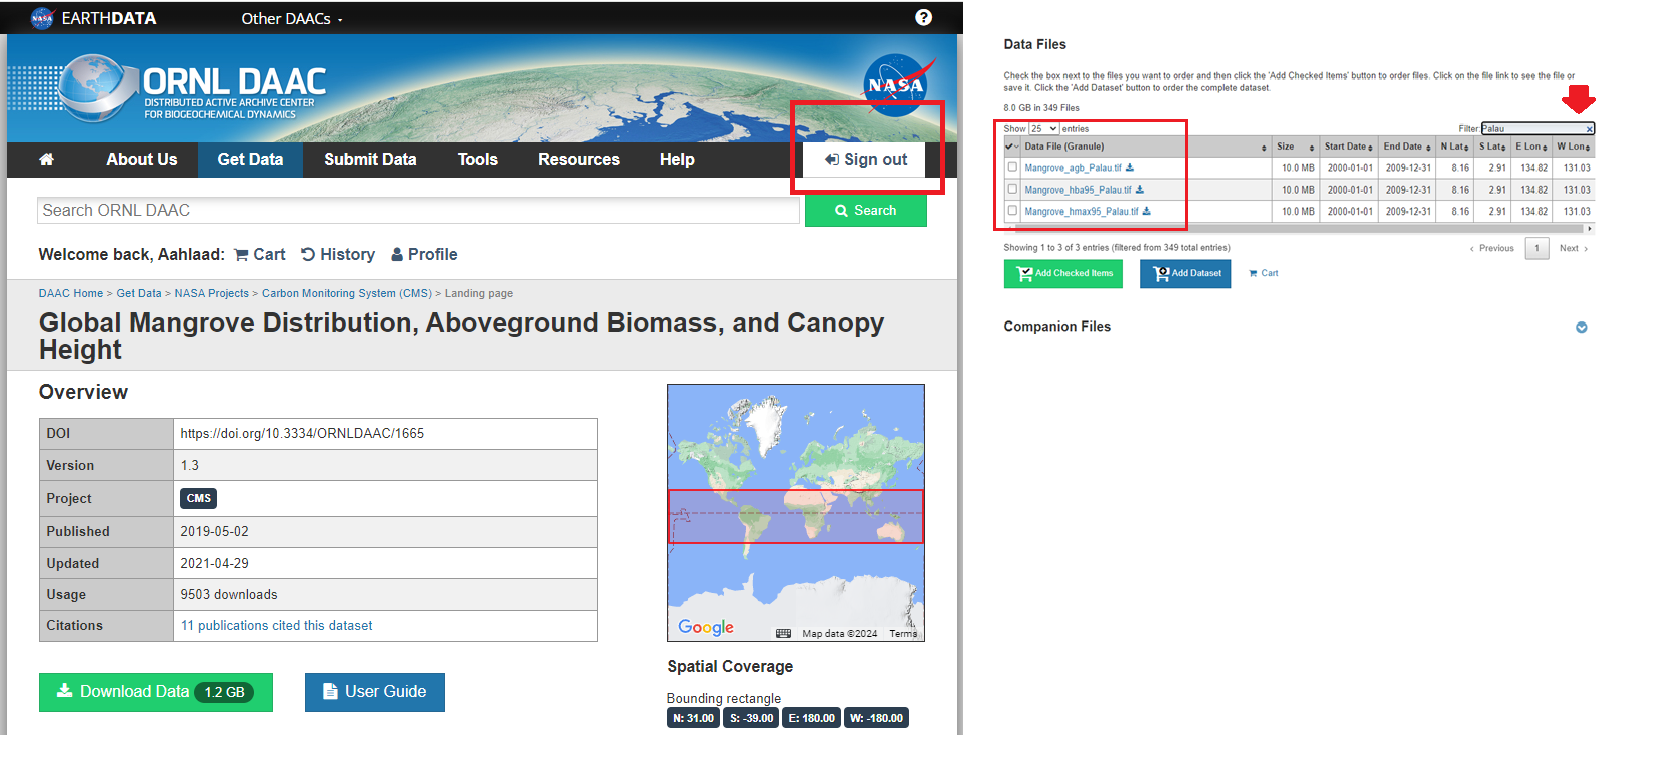 EARTHDATA
Other DAACs
?
ORNL DAAC
DISTRIBUTED ACTIVE ARCHIVE CENTER
FOR BIOGEOCHEMICAL DYNAMICS
NASA
About Us
Get Data
Submit Data
Tools
Resources
Help
Sign out
Search ORNL DAAC
Search
Welcome back, Aahlaad:
Cart
History
Profile
DAAC Home > Get Data > NASA Projects > Carbon Monitoring System (CMS) > Landing page
Global Mangrove Distribution, Aboveground Biomass, and Canopy
Height
Overview
DOI https://doi.org/10.3334/ORNLDAAC/1665
Version 1.3
Project CMS
Published 2019-05-02
Updated 2021-04-29
Usage 9503 downloads
Citations 11 publications cited this dataset
Download Data 1.2 GB
User Guide
Google
Map data ©2024
Terms
Spatial Coverage
Bounding rectangle
N: 31.00 S: -39.00 E: 180.00 W: -180.00
Data Files
Check the box next to the files you want to order and then click the 'Add Checked Items' button to order files. Click on the file link to see the file or
save it. Click the 'Add Dataset' button to order the complete dataset.
8.0 GB in 349 Files
Show 25 entries
Filter: Palau
Data File (Granule) Size Start Date End Date N Lat S Lat E Lon W Lon
Mangrove_agb_Palau.tif 10.0 MB 2000-01-01 2009-12-31 8.16 2.91 134.82 131.03
Mangrove_hba95_Palau.tif 10.0 MB 2000-01-01 2009-12-31 8.16 2.91 134.82 131.03
Mangrove_hmax95_Palau.tif 10.0 MB 2000-01-01 2009-12-31 8.16 2.91 134.82 131.03
Showing 1 to 3 of 3 entries (filtered from 349 total entries)
‹ Previous 1 Next ›
Add Checked Items
Add Dataset
Cart
Companion Files